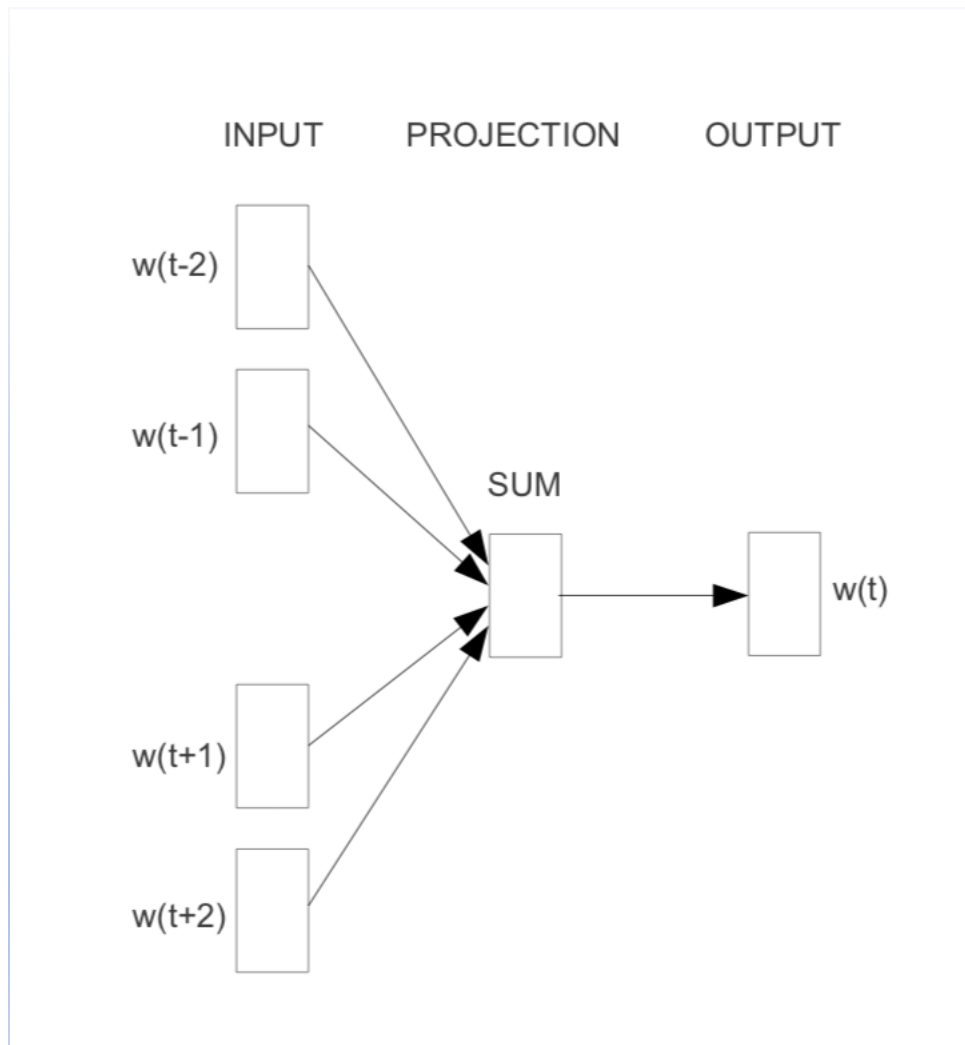 INPUT PROJECTION OUTPUT
w(t-2)
w(t-1)
SUM
w(t)
w(t+1)
w(t+2)